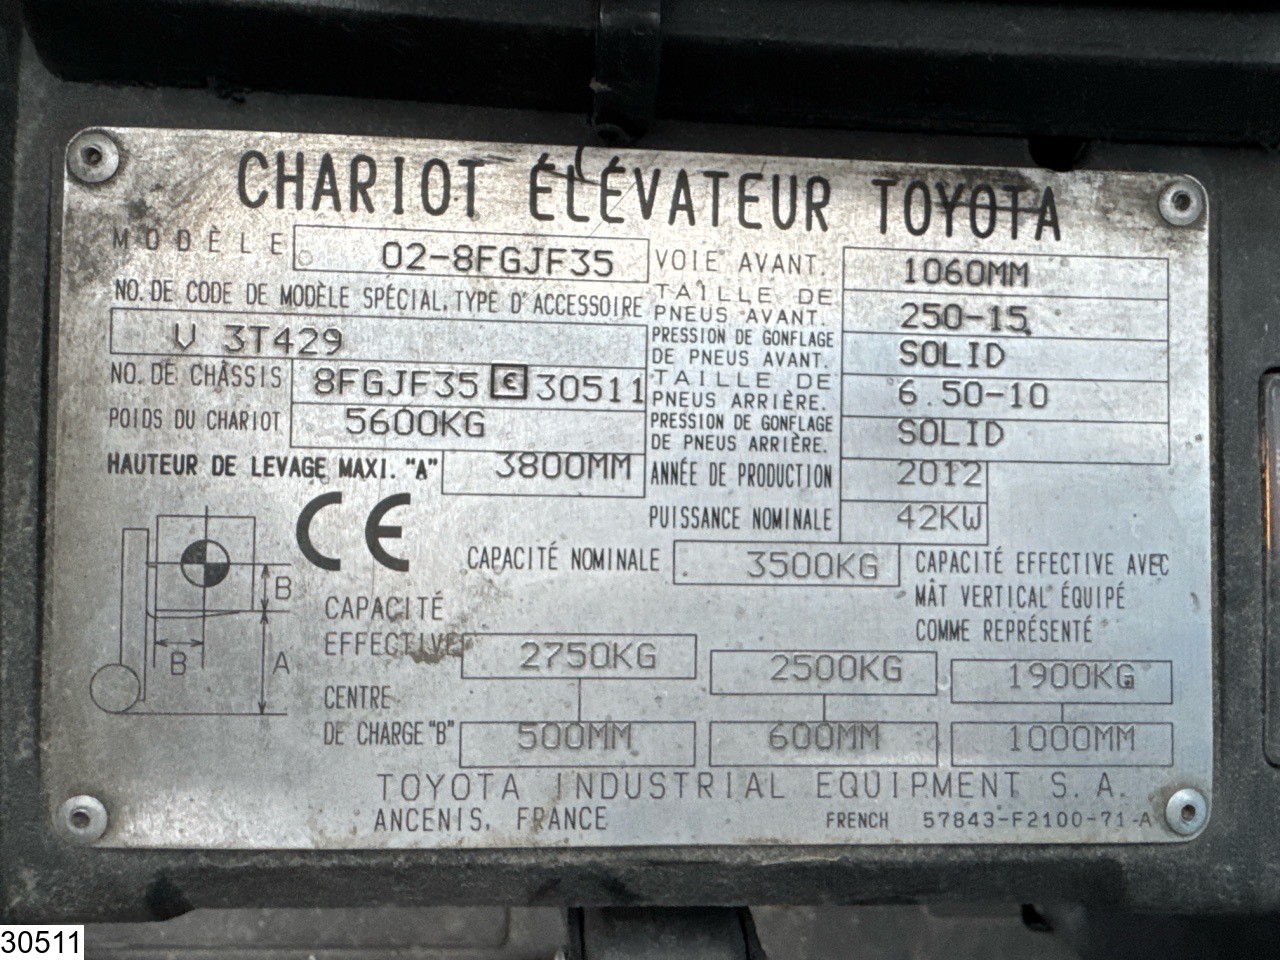 CHARIOT ÉLÉVATEUR TOYOTA
MODÈLE 02-8FGJF35
NO. DE CODE DE MODÈLE SPÉCIAL. TYPE D'ACCESSOIRE
V 3T429
NO. DE CHÂSSIS 8FGJF35 E 30511
POIDS DU CHARIOT 5600KG
HAUTEUR DE LEVAGE MAXI. "A" 3800MM
VOIE AVANT. 1060MM
TAILLE DE
PNEUS AVANT. 250-15
PRESSION DE GONFLAGE
DE PNEUS AVANT. SOLID
TAILLE DE
PNEUS ARRIÈRE. 6.50-10
PRESSION DE GONFLAGE
DE PNEUS ARRIÈRE. SOLID
ANNÉE DE PRODUCTION 2012
PUISSANCE NOMINALE 42KW
CE
CAPACITÉ NOMINALE 3500KG
CAPACITÉ EFFECTIVE AVEC
MÂT VERTICAL ÉQUIPÉ
COMME REPRÉSENTÉ
B
B
A
CAPACITÉ
EFFECTIVE 2750KG 2500KG 1900KG
CENTRE
DE CHARGE "B" 500MM 600MM 1000MM
TOYOTA INDUSTRIAL EQUIPMENT S.A.
ANCENIS, FRANCE
FRENCH 57843-F2100-71-A
30511